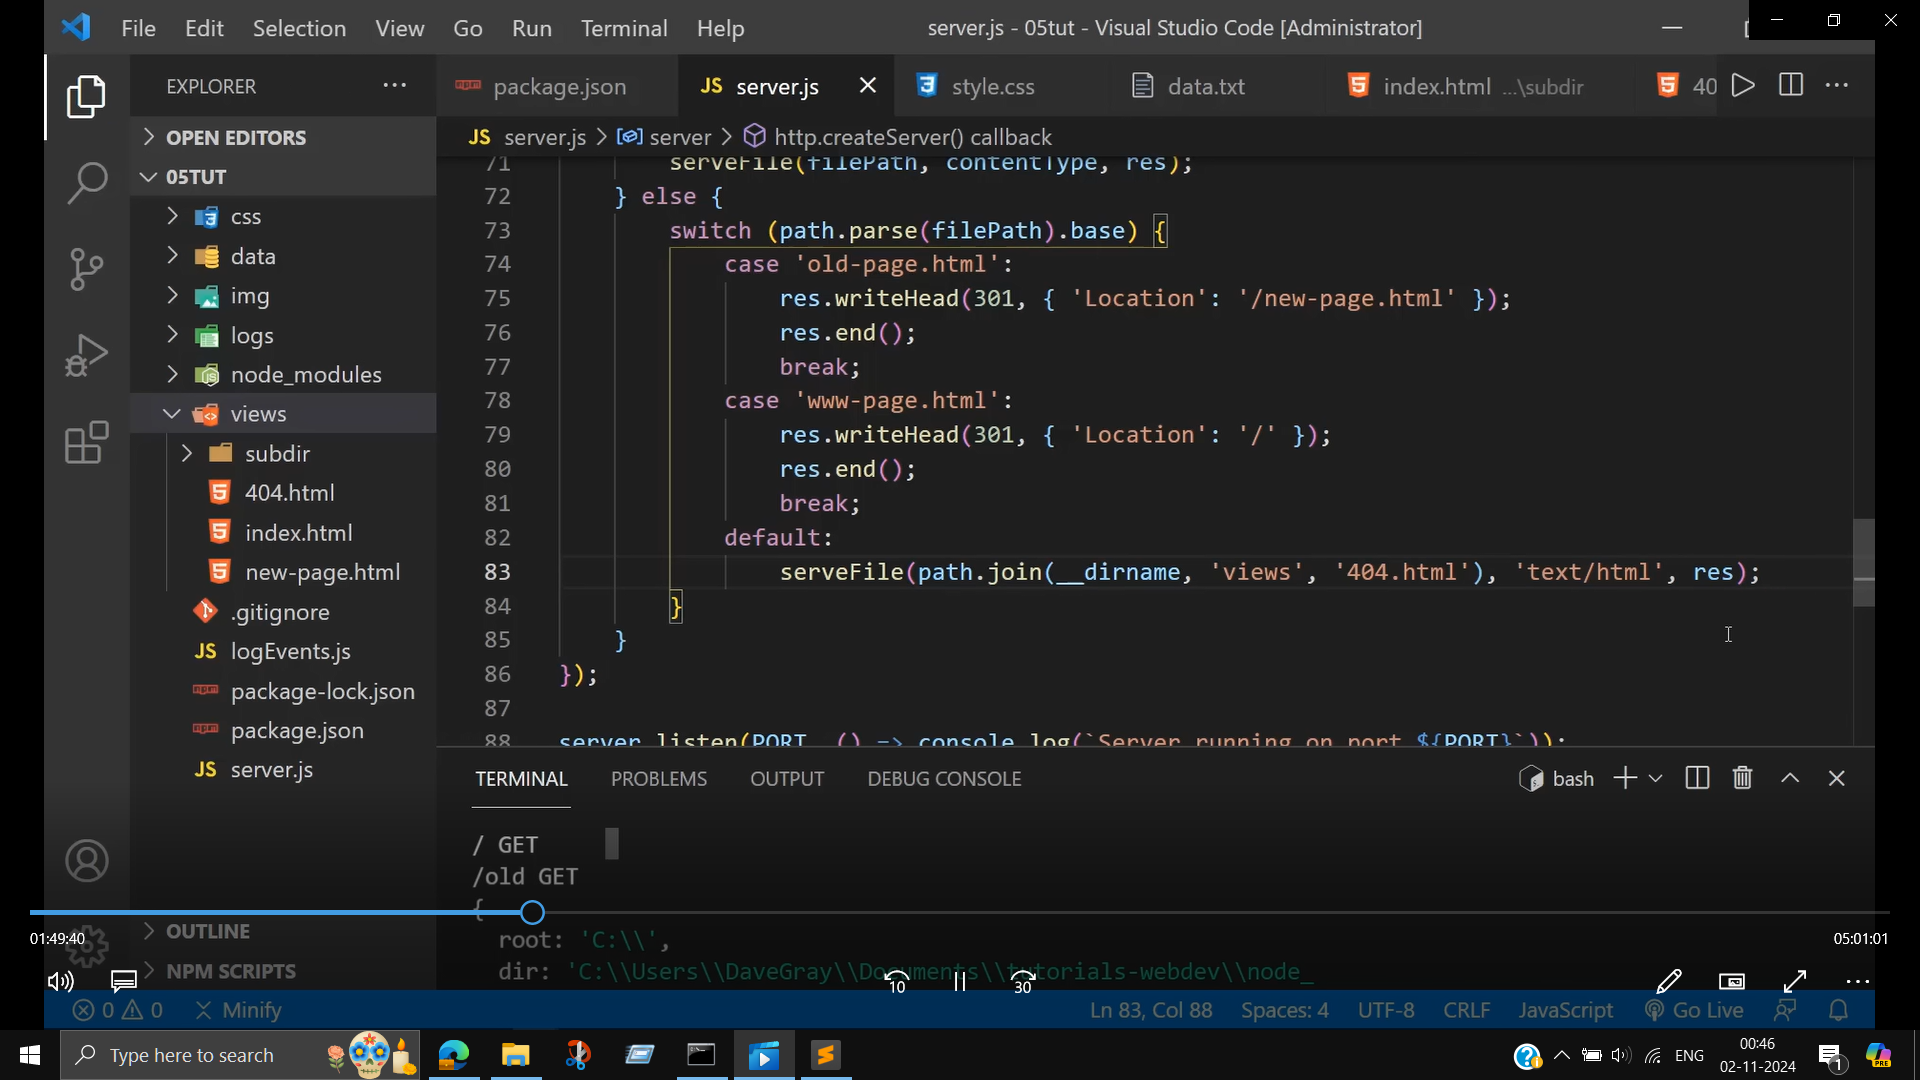 File Edit Selection View Go Run Terminal Help
server.js - 05tut - Visual Studio Code [Administrator]
EXPLORER
package.json
JS server.js
style.css
data.txt
index.html ...\subdir
40
OPEN EDITORS
05TUT
css
data
img
logs
node_modules
views
subdir
404.html
index.html
new-page.html
.gitignore
JS logEvents.js
package-lock.json
package.json
JS server.js
OUTLINE
NPM SCRIPTS
JS server.js > server > http.createServer() callback
71 serveFile(filePath, contentType, res);
72 } else {
73 switch (path.parse(filePath).base) {
74 case 'old-page.html':
75 res.writeHead(301, { 'Location': '/new-page.html' });
76 res.end();
77 break;
78 case 'www-page.html':
79 res.writeHead(301, { 'Location': '/' });
80 res.end();
81 break;
82 default:
83 serveFile(path.join(__dirname, 'views', '404.html'), 'text/html', res);
84 }
85 }
86 });
87
88 server.listen(PORT, () => console.log(`Server running on port ${PORT}`));
TERMINAL PROBLEMS OUTPUT DEBUG CONSOLE
bash
/ GET
/old GET
{
root: 'C:\\',
dir: 'C:\\Users\\DaveGray\\Documents\\tutorials-webdev\\node_
01:49:40
05:01:01
10
30
0 0 Minify
Ln 83, Col 88 Spaces: 4 UTF-8 CRLF JavaScript Go Live
Type here to search
ENG
00:46
02-11-2024
1
PRE